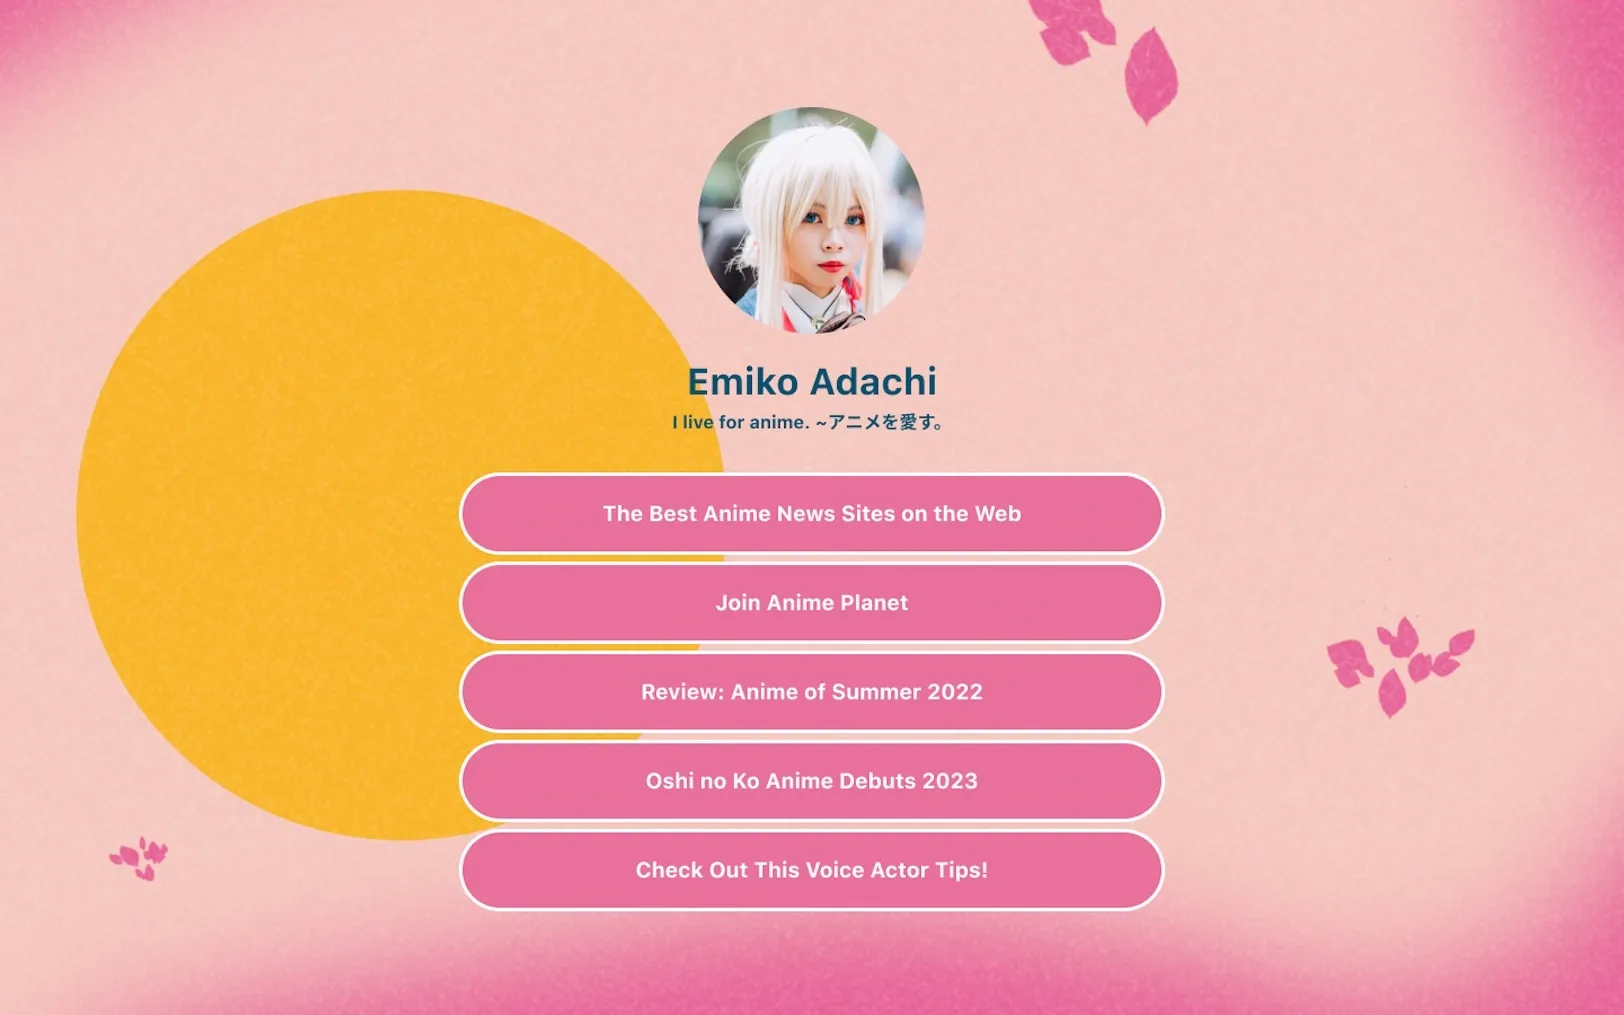 Emiko Adachi
I live for anime. ~アニメを愛す。
The Best Anime News Sites on the Web
Join Anime Planet
Review: Anime of Summer 2022
Oshi no Ko Anime Debuts 2023
Check Out This Voice Actor Tips!